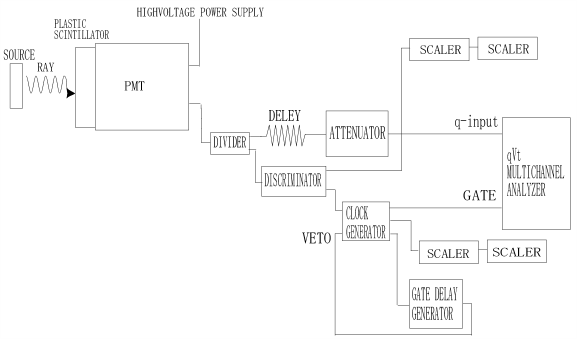 HIGHVOLTAGE POWER SUPPLY
PLASTIC
SCINTILLATOR
SOURCE
RAY
PMT
SCALER
SCALER
DELEY
DIVIDER
ATTENUATOR
q-input
qVt
MULTICHANNEL
ANALYZER
DISCRIMINATOR
GATE
CLOCK
GENERATOR
VETO
SCALER
SCALER
GATE DELAY
GENERATOR